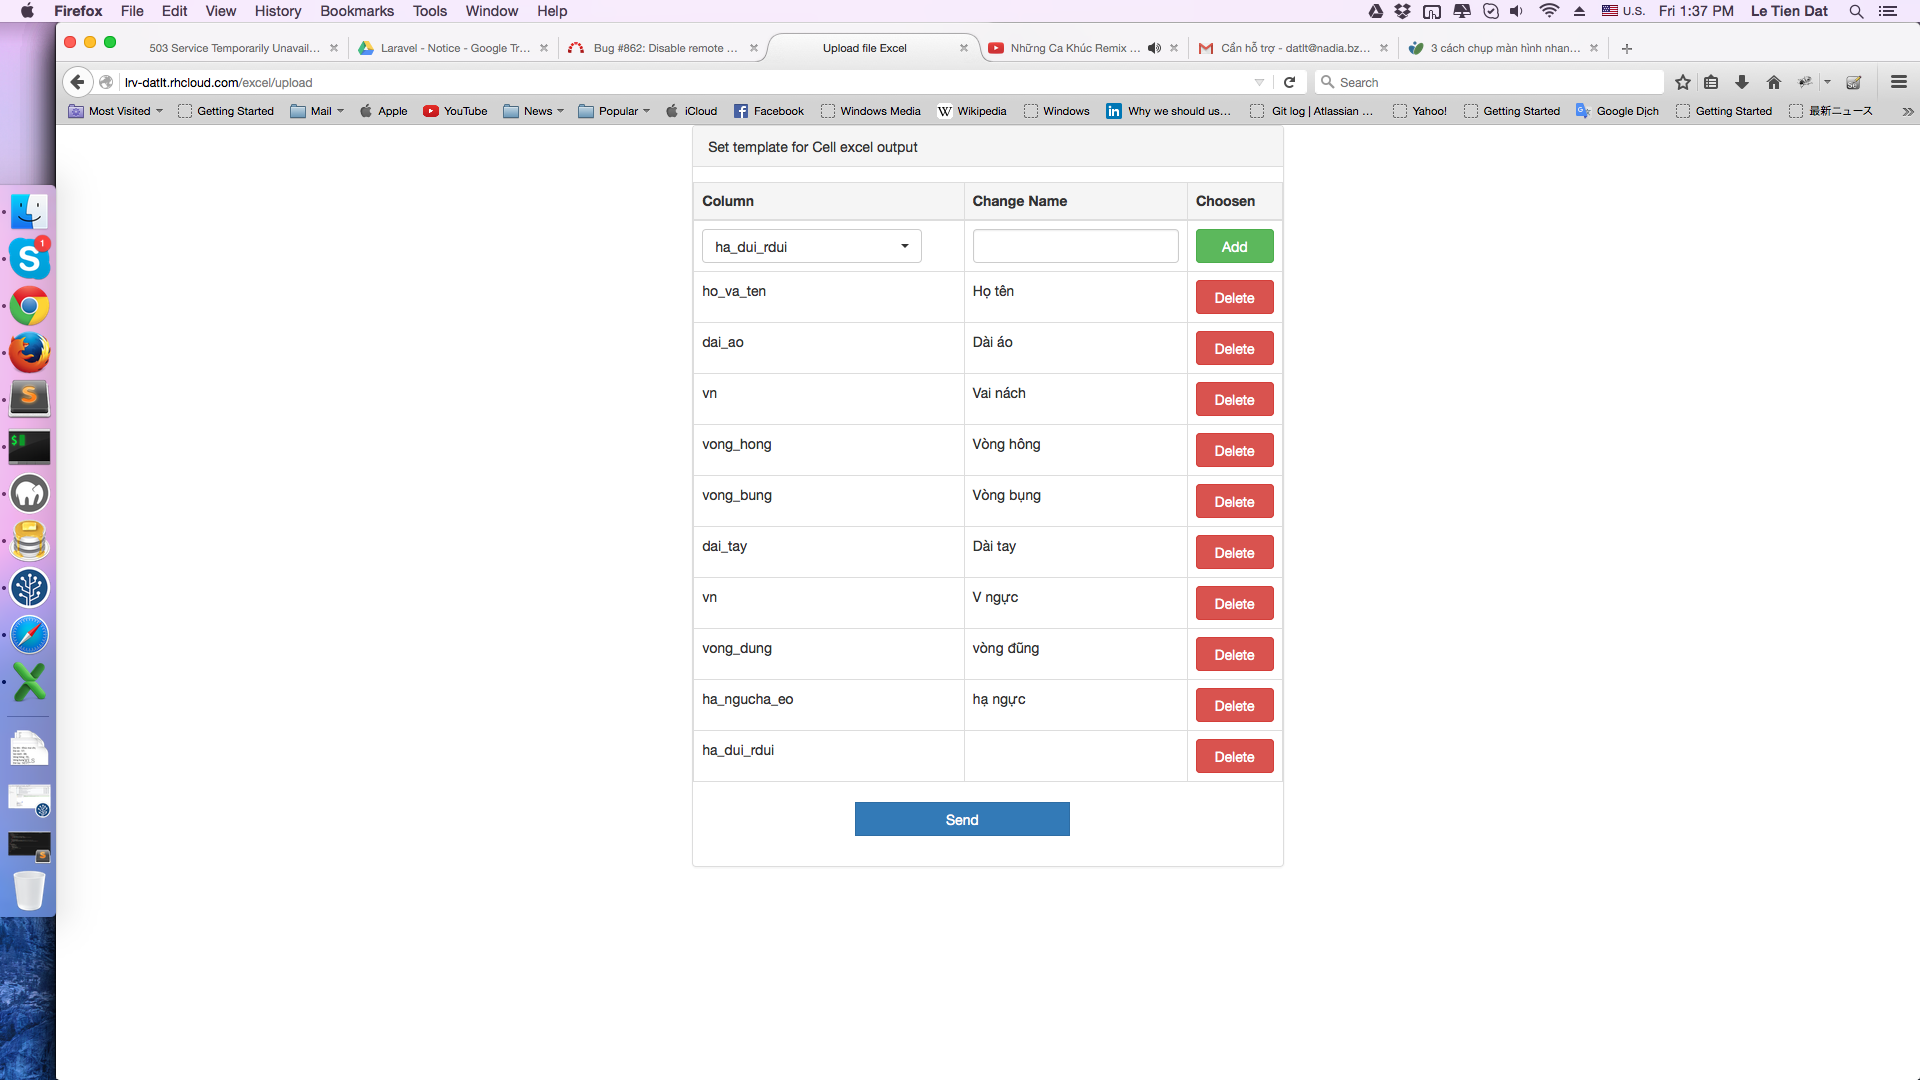 Firefox File Edit View History Bookmarks Tools Window Help U.S. Fri 1:37 PM Le Tien Dat
503 Service Temporarily Unavail... Laravel - Notice - Google Tr... Bug #862: Disable remote ... Upload file Excel Những Ca Khúc Remix ... Cần hỗ trợ - datlt@nadia.bz... 3 cách chụp màn hình nhan...
lrv-datlt.rhcloud.com/excel/upload Search
Most Visited Getting Started Mail Apple YouTube News Popular iCloud Facebook Windows Media Wikipedia Windows Why we should us... Git log | Atlassian ... Yahoo! Getting Started Google Dịch Getting Started 最新ニュース
Set template for Cell excel output
Column Change Name Choosen
ha_dui_rdui Add
ho_va_ten Họ tên Delete
dai_ao Dài áo Delete
vn Vai nách Delete
vong_hong Vòng hông Delete
vong_bung Vòng bụng Delete
dai_tay Dài tay Delete
vn V ngực Delete
vong_dung vòng đũng Delete
ha_ngucha_eo hạ ngực Delete
ha_dui_rdui Delete
Send
1